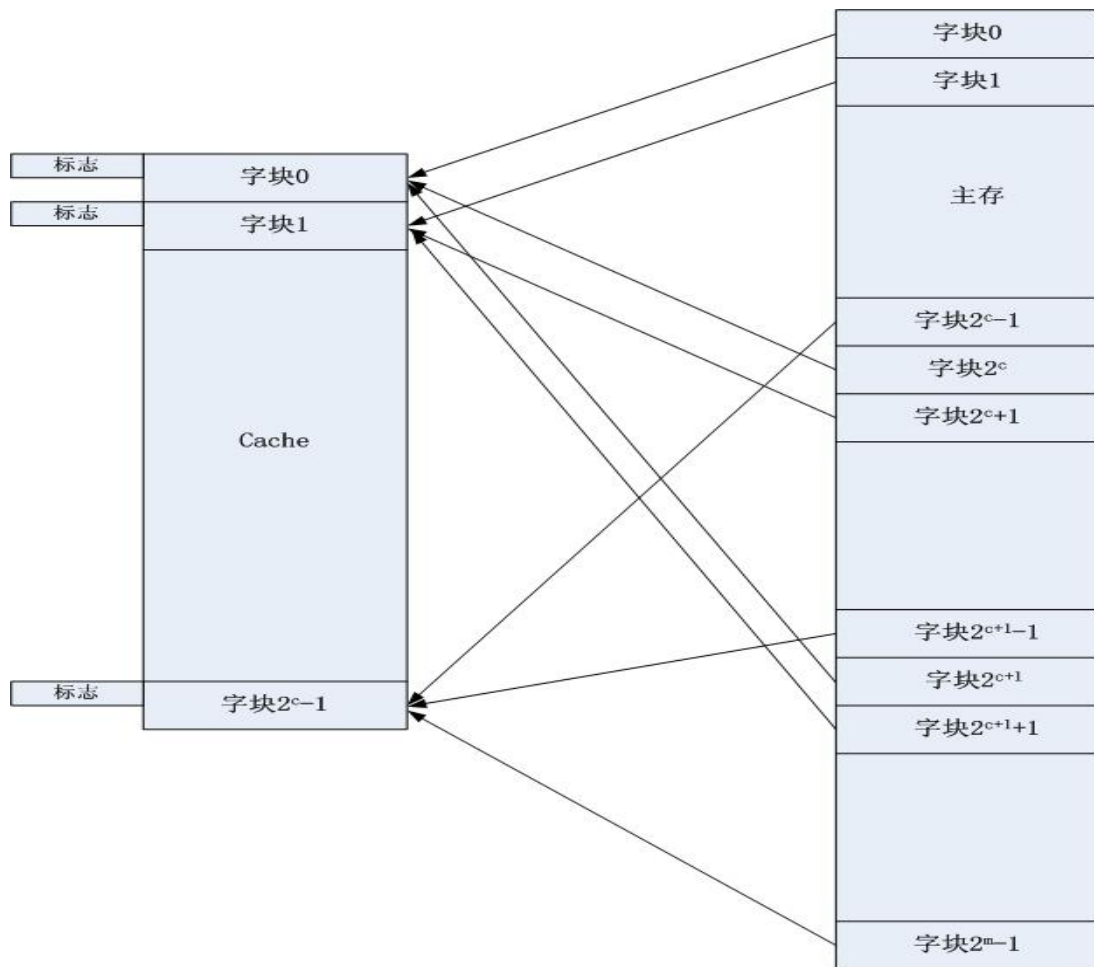 标志
字块0
标志
字块1
Cache
标志
字块2ᶜ-1
字块0
字块1
主存
字块2ᶜ-1
字块2ᶜ
字块2ᶜ+1
字块2ᶜ⁺¹-1
字块2ᶜ⁺¹
字块2ᶜ⁺¹+1
字块2ᵐ-1